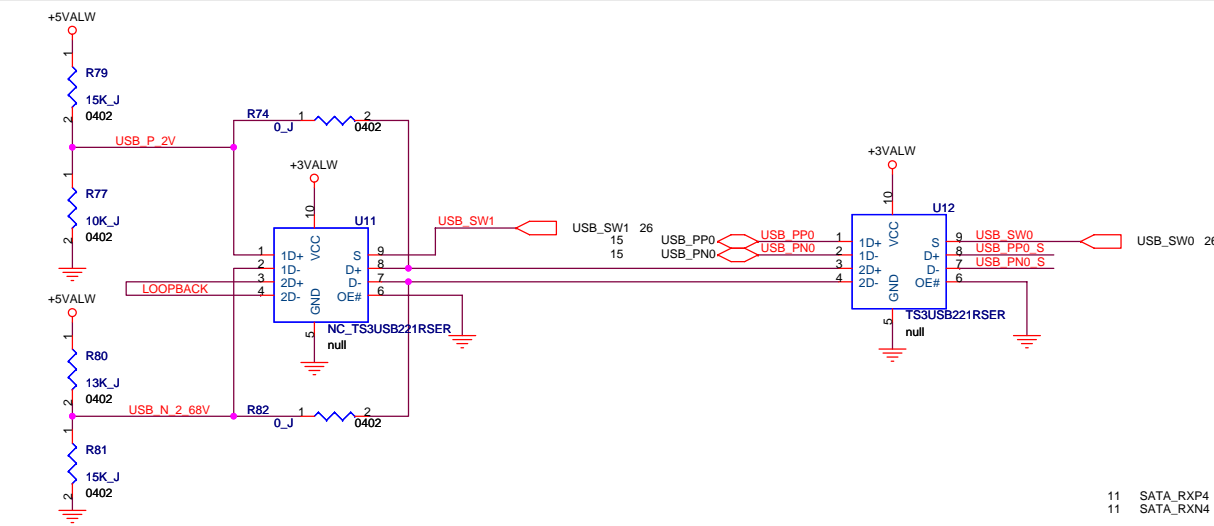 +5VALW
1
R79
15K_J
0402
2
USB_P_2V
1
R77
10K_J
0402
2
R74
0_J
1
2
0402
+3VALW
10
U11
1 1D+ VCC S 9
2 1D- D+ 8
3 2D+ D- 7
4 2D- GND OE# 6
5
NC_TS3USB221RSER
null
LOOPBACK
USB_SW1
USB_SW1 26
15 USB_PP0 USB_PP0
15 USB_PN0 USB_PN0
+3VALW
10
U12
1 1D+ VCC S 9
2 1D- D+ 8
3 2D+ D- 7
4 2D- GND OE# 6
5
TS3USB221RSER
null
USB_SW0
USB_PP0_S
USB_PN0_S
USB_SW0 26
+5VALW
1
R80
13K_J
0402
2
USB_N_2_68V
1
R81
15K_J
0402
2
R82
0_J
1
2
0402
11 SATA_RXP4
11 SATA_RXN4